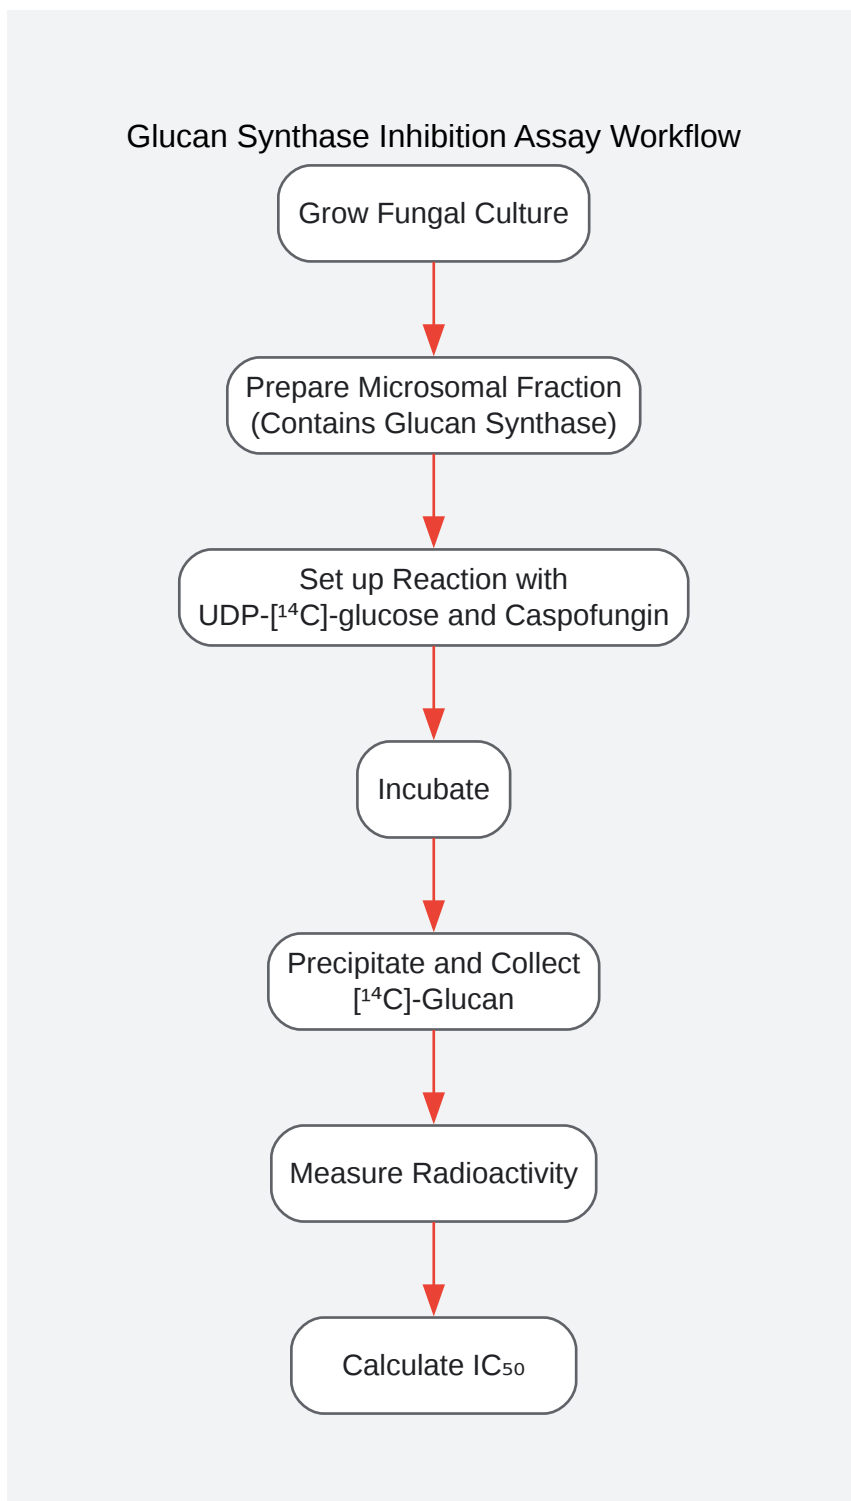 Glucan Synthase Inhibition Assay Workflow
Grow Fungal Culture
Prepare Microsomal Fraction
(Contains Glucan Synthase)
Set up Reaction with
UDP-[¹⁴C]-glucose and Caspofungin
Incubate
Precipitate and Collect
[¹⁴C]-Glucan
Measure Radioactivity
Calculate IC₅₀